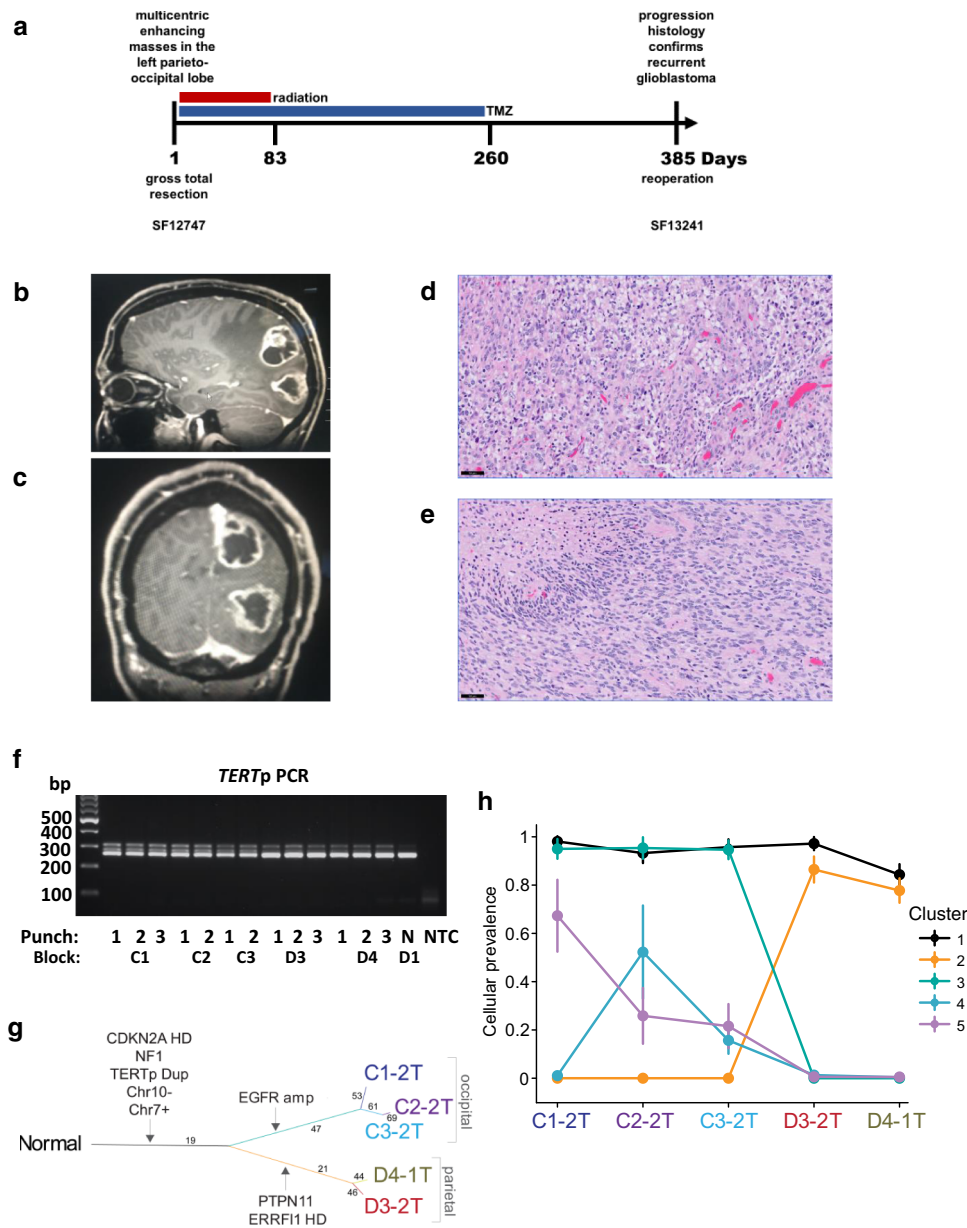 a
multicentric
enhancing
masses in the
left parieto-
occipital lobe
progression
histology
confirms
recurrent
glioblastoma
radiation
TMZ
1
83
260
385 Days
gross total
resection
reoperation
SF12747
SF13241
b
c
d
e
f
TERTp PCR
bp
500
400
300
200
100
Punch: 1 2 3 1 2 1 2 1 2 3 1 2 3 N NTC
Block: C1 C2 C3 D3 D4 D1
g
CDKN2A HD
NF1
TERTp Dup
Chr10-
Chr7+
EGFR amp
Normal
19
47
53
61
69
C1-2T
C2-2T
C3-2T
occipital
21
44
46
D4-1T
D3-2T
parietal
PTPN11
ERRFI1 HD
h
Cellular prevalence
1
0.8
0.6
0.4
0.2
0
C1-2T C2-2T C3-2T D3-2T D4-1T
Cluster
1
2
3
4
5